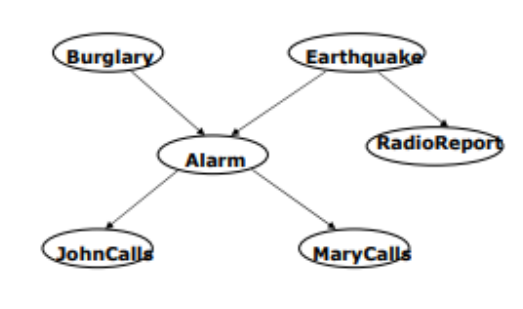 Burglary
Earthquake
RadioReport
Alarm
JohnCalls
MaryCalls